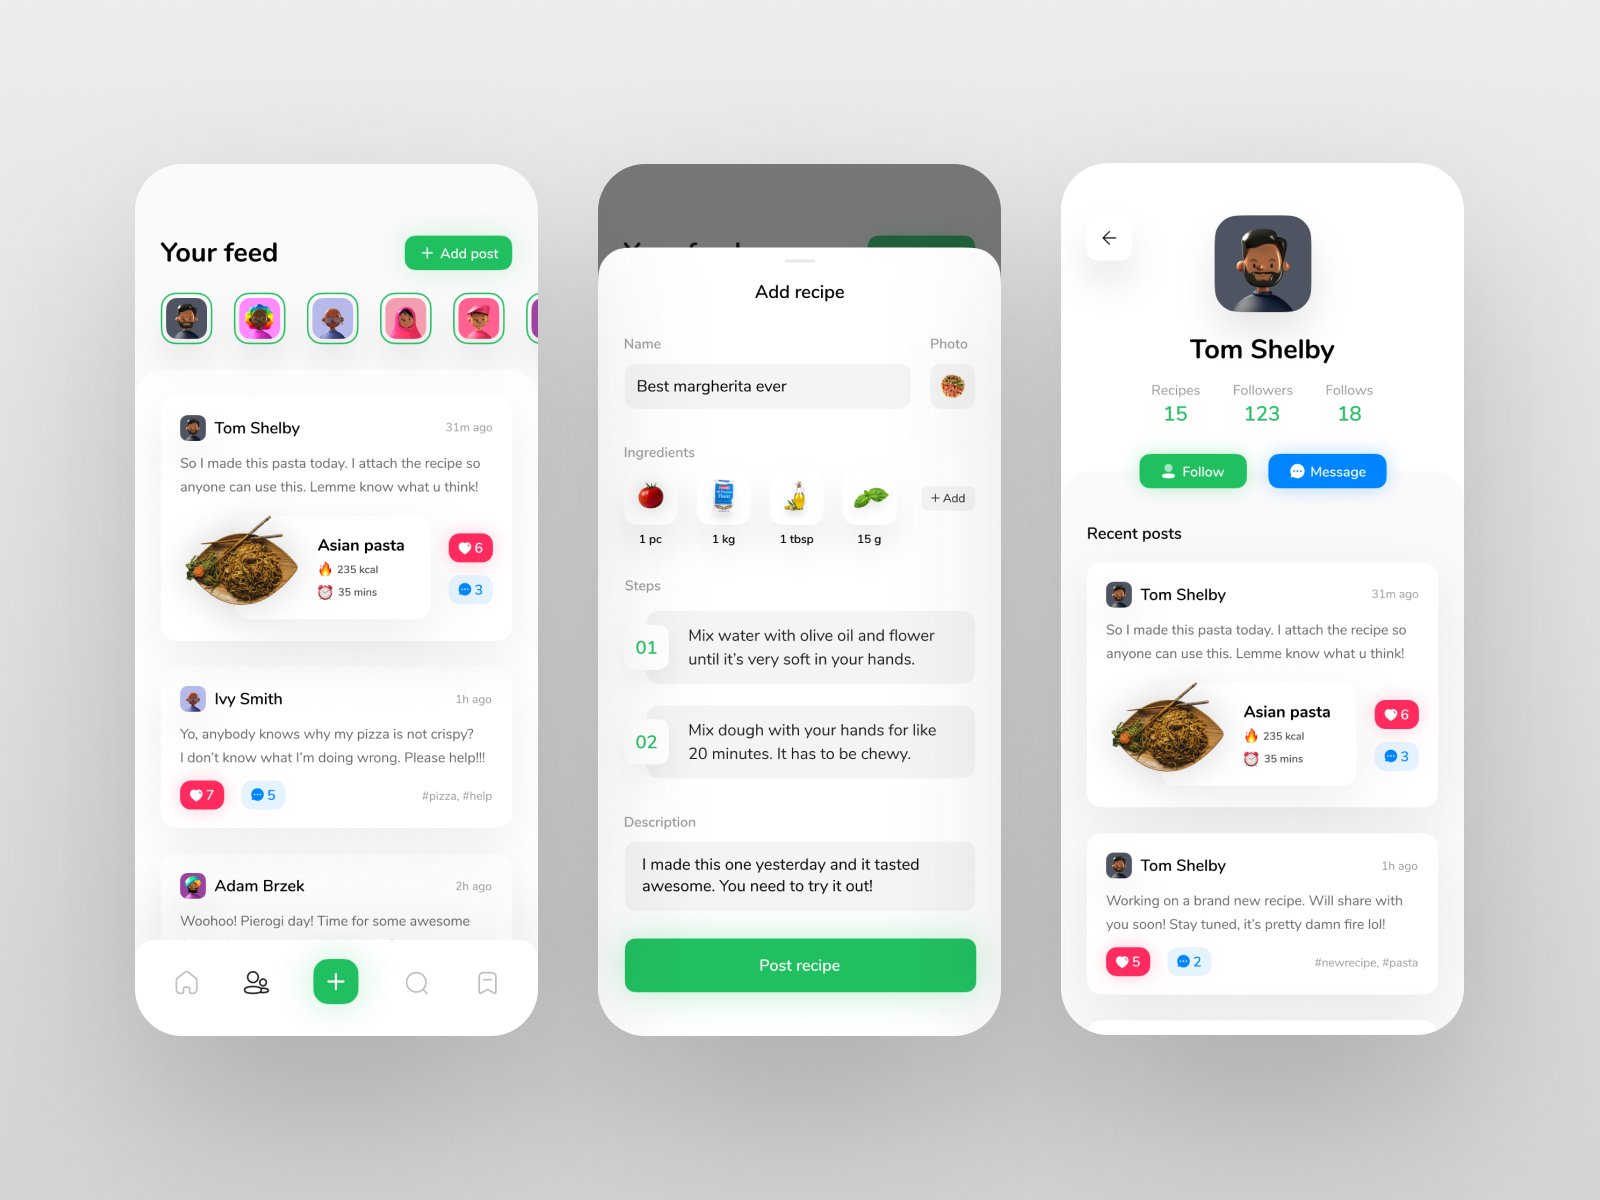 Your feed
+ Add post
Tom Shelby
31m ago
So I made this pasta today. I attach the recipe so
anyone can use this. Lemme know what u think!
Asian pasta
235 kcal
35 mins
6
3
Ivy Smith
1h ago
Yo, anybody knows why my pizza is not crispy?
I don't know what I'm doing wrong. Please help!!!
7
5
#pizza, #help
Adam Brzek
2h ago
Woohoo! Pierogi day! Time for some awesome
Add recipe
Name
Photo
Best margherita ever
Ingredients
+ Add
1 pc
1 kg
1 tbsp
15 g
Steps
01
Mix water with olive oil and flower
until it's very soft in your hands.
02
Mix dough with your hands for like
20 minutes. It has to be chewy.
Description
I made this one yesterday and it tasted
awesome. You need to try it out!
Post recipe
Tom Shelby
Recipes
Followers
Follows
15
123
18
Follow
Message
Recent posts
Tom Shelby
31m ago
So I made this pasta today. I attach the recipe so
anyone can use this. Lemme know what u think!
Asian pasta
235 kcal
35 mins
6
3
Tom Shelby
1h ago
Working on a brand new recipe. Will share with
you soon! Stay tuned, it's pretty damn fire lol!
5
2
#newrecipe, #pasta